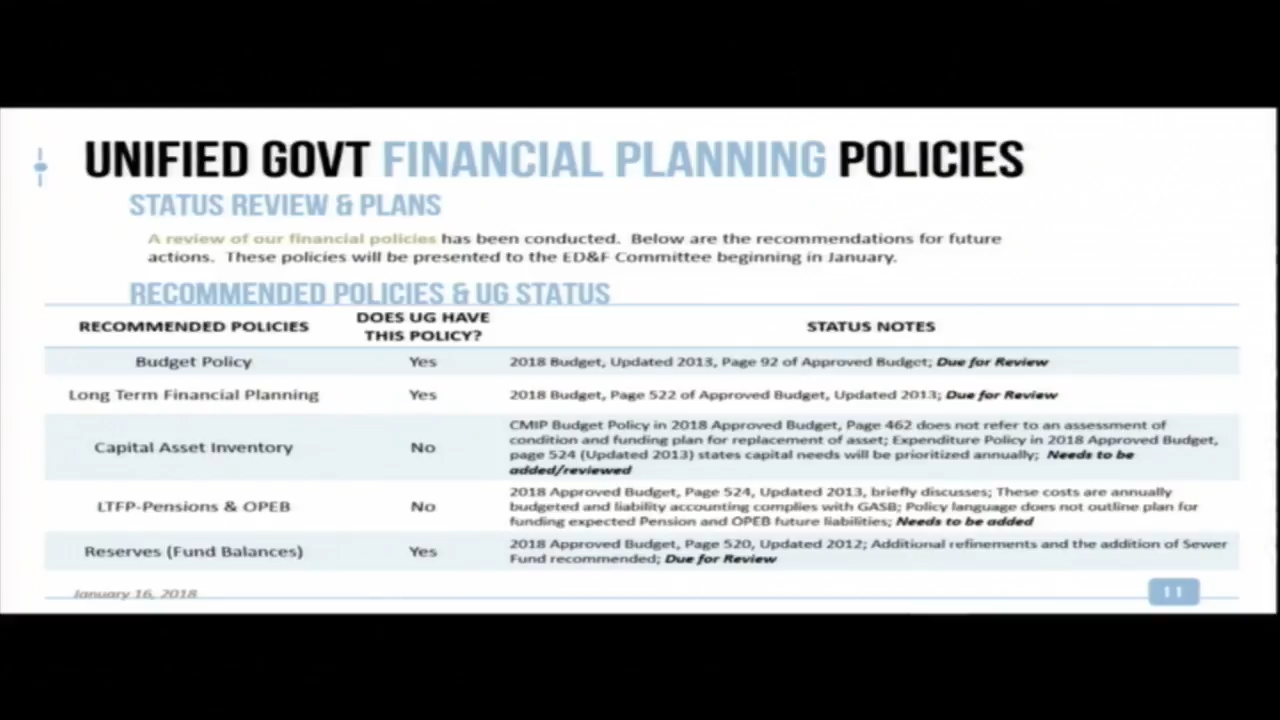 UNIFIED GOVT FINANCIAL PLANNING POLICIES
STATUS REVIEW & PLANS
A review of our financial policies has been conducted. Below are the recommendations for future
actions. These policies will be presented to the ED&F Committee beginning in January.
RECOMMENDED POLICIES & UG STATUS
RECOMMENDED POLICIES
DOES UG HAVE
THIS POLICY?
STATUS NOTES
Budget Policy
Yes
2018 Budget, Updated 2013, Page 92 of Approved Budget; Due for Review
Long Term Financial Planning
Yes
2018 Budget, Page 522 of Approved Budget, Updated 2013; Due for Review
Capital Asset Inventory
No
CMIP Budget Policy in 2018 Approved Budget, Page 462 does not refer to an assessment of
condition and funding plan for replacement of asset; Expenditure Policy in 2018 Approved Budget,
page 524 (Updated 2013) states capital needs will be prioritized annually; Needs to be
added/reviewed
LTFP-Pensions & OPEB
No
2018 Approved Budget, Page 524, Updated 2013, briefly discusses; These costs are annually
budgeted and liability accounting complies with GASB; Policy language does not outline plan for
funding expected Pension and OPEB future liabilities; Needs to be added
Reserves (Fund Balances)
Yes
2018 Approved Budget, Page 520, Updated 2012; Additional refinements and the addition of Sewer
Fund recommended; Due for Review
January 16, 2018
11